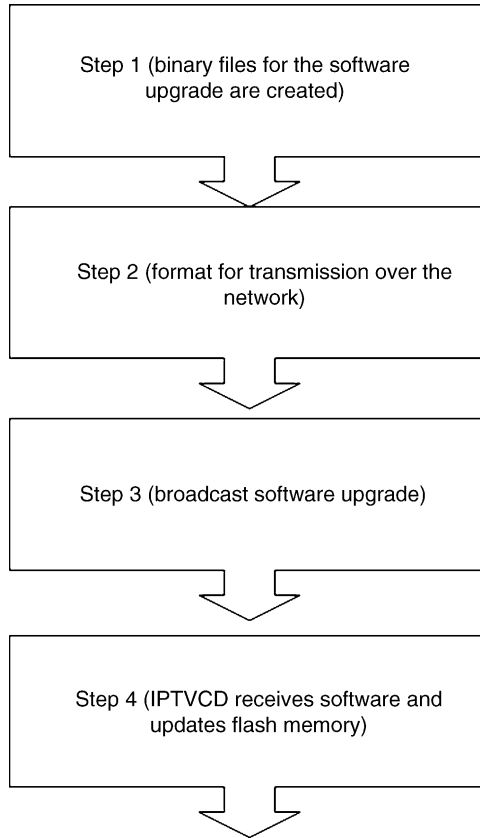 Step 1 (binary files for the software
upgrade are created)
Step 2 (format for transmission over the
network)
Step 3 (broadcast software upgrade)
Step 4 (IPTVCD receives software and
updates flash memory)